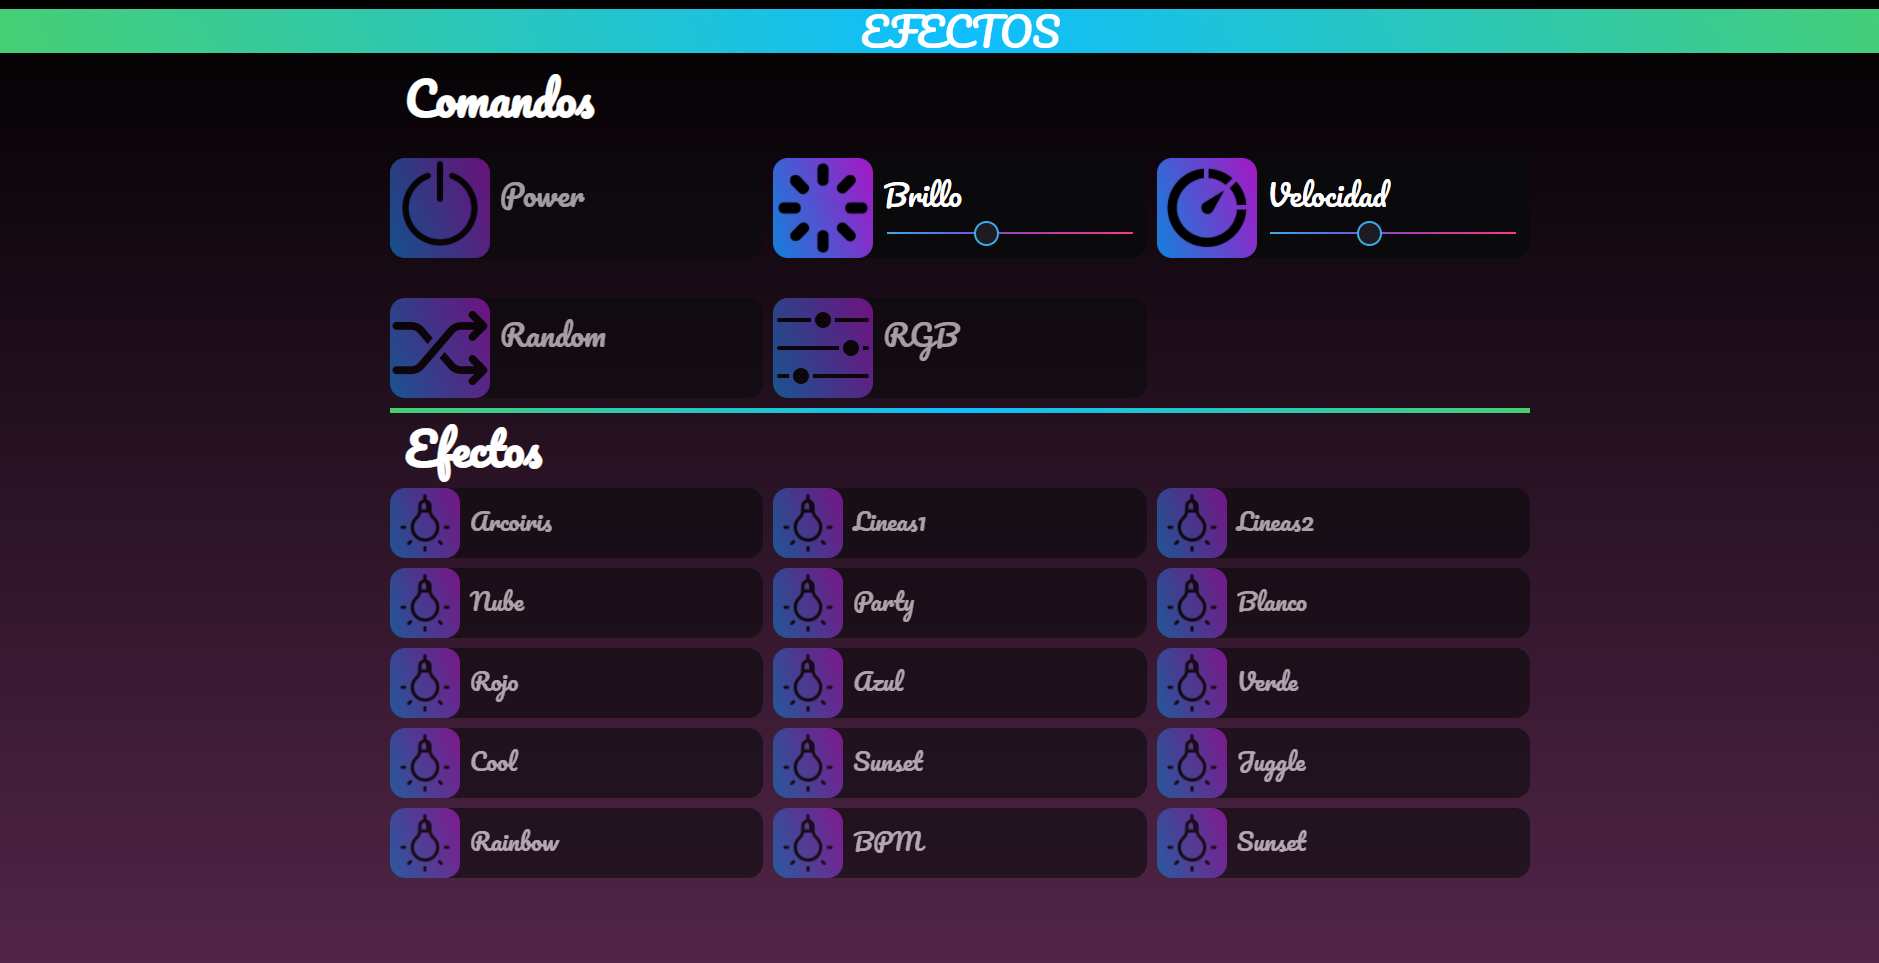 EFECTOS
Comandos
Power
Brillo
Velocidad
Random
RGB
Efectos
Arcoiris
Lineas1
Lineas2
Nube
Party
Blanco
Rojo
Azul
Verde
Cool
Sunset
Juggle
Rainbow
BPM
Sunset